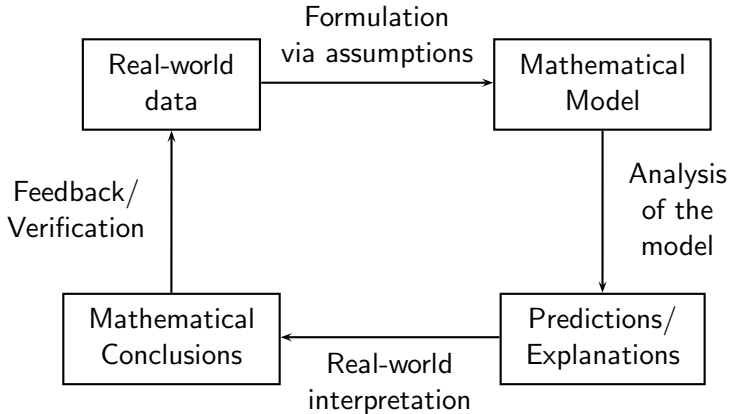 Formulation
via assumptions
Real-world
data
Mathematical
Model
Analysis
of the
model
Feedback/
Verification
Mathematical
Conclusions
Predictions/
Explanations
Real-world
interpretation